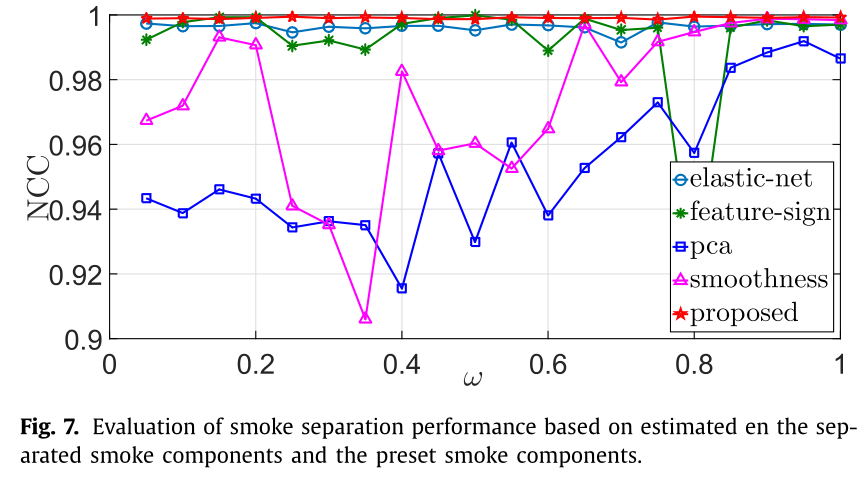 1
0.98
0.96
0.94
0.92
0.9
NCC
0
0.2
0.4
0.6
0.8
1
ω
elastic-net
feature-sign
pca
smoothness
proposed
Fig. 7. Evaluation of smoke separation performance based on estimated en the sep-
arated smoke components and the preset smoke components.